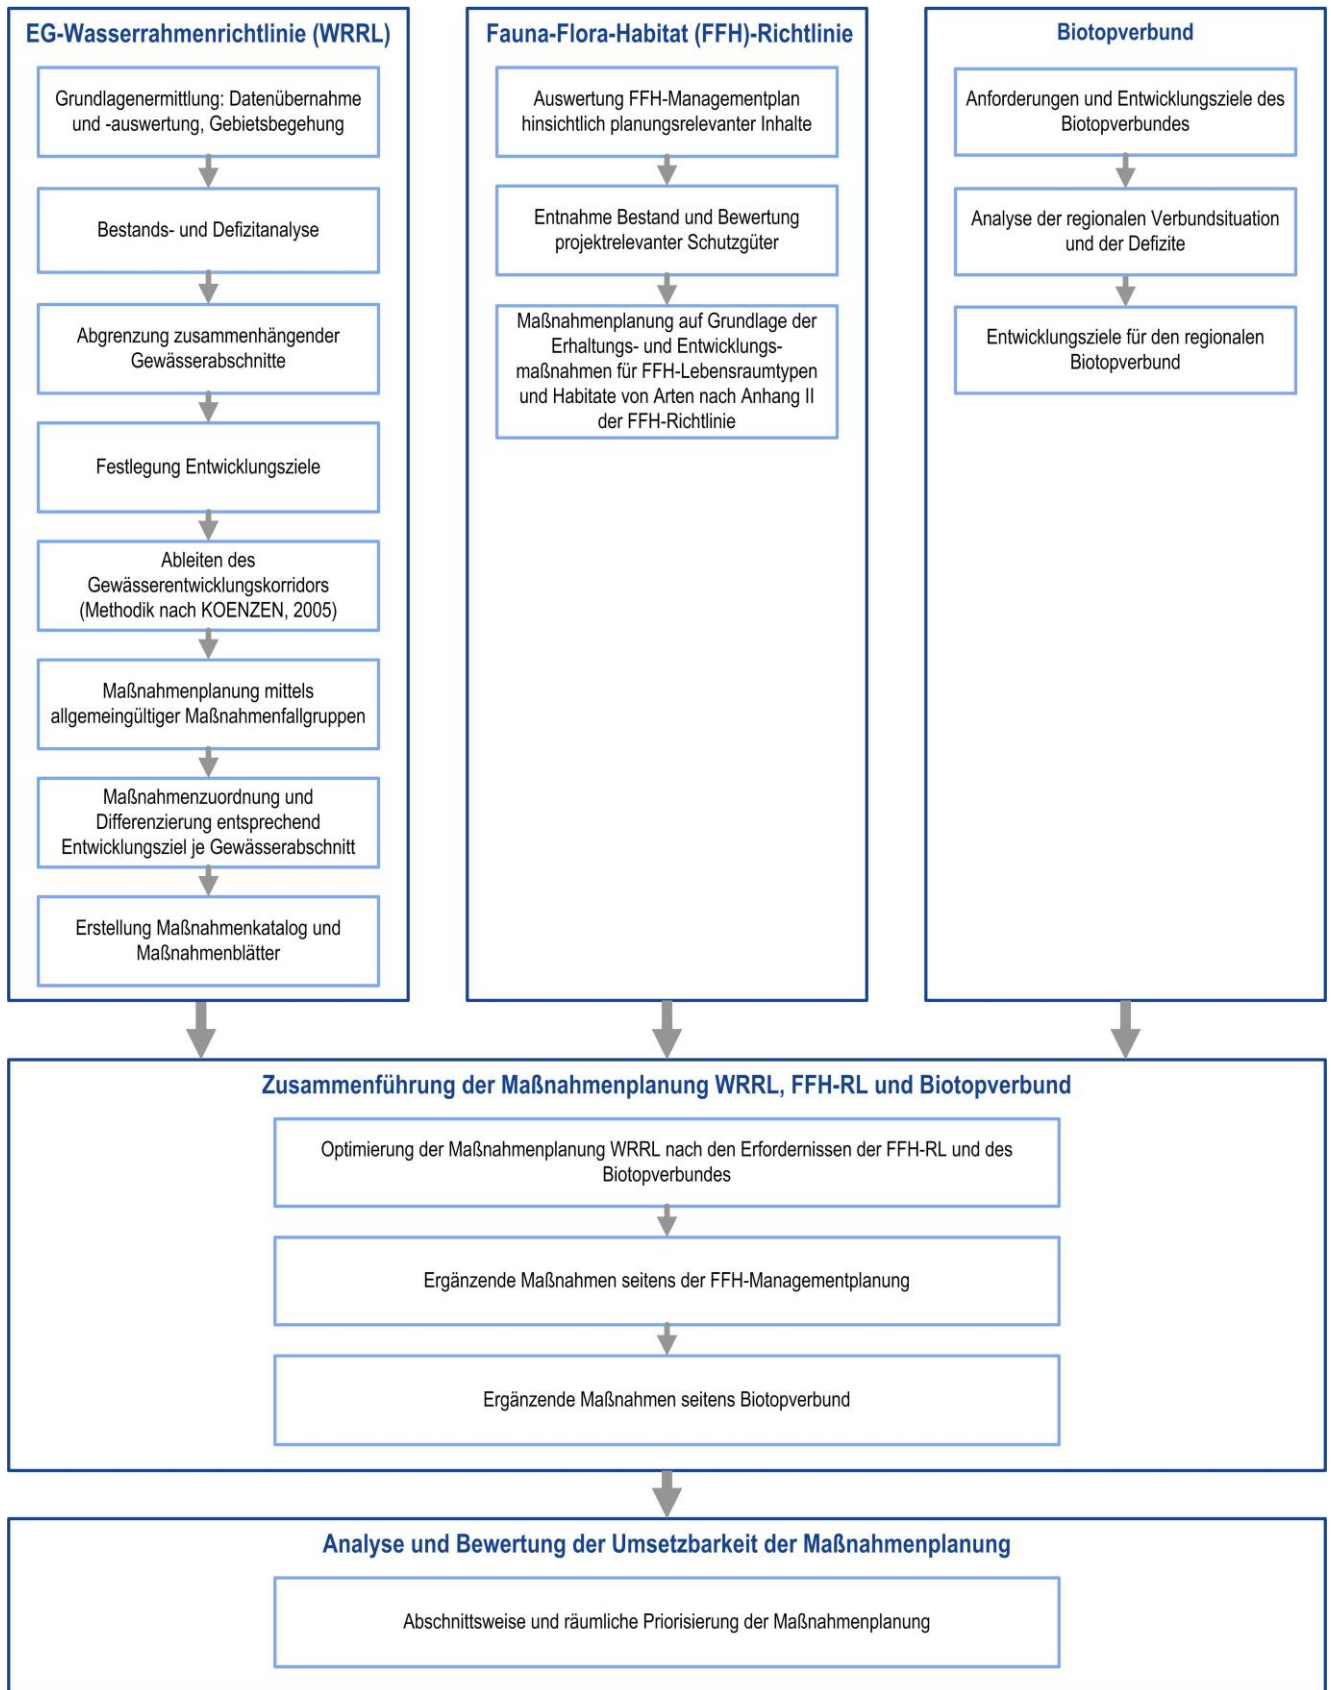 EG-Wasserrahmenrichtlinie (WRRL)
Grundlagenermittlung: Datenübernahme
und -auswertung, Gebietsbegehung
Bestands- und Defizitanalyse
Abgrenzung zusammenhängender
Gewässerabschnitte
Festlegung Entwicklungsziele
Ableiten des
Gewässerentwicklungskorridors
(Methodik nach KOENZEN, 2005)
Maßnahmenplanung mittels
allgemeingültiger Maßnahmenfallgruppen
Maßnahmenzuordnung und
Differenzierung entsprechend
Entwicklungsziel je Gewässerabschnitt
Erstellung Maßnahmenkatalog und
Maßnahmenblätter
Fauna-Flora-Habitat (FFH)-Richtlinie
Auswertung FFH-Managementplan
hinsichtlich planungsrelevanter Inhalte
Entnahme Bestand und Bewertung
projektrelevanter Schutzgüter
Maßnahmenplanung auf Grundlage der
Erhaltungs- und Entwicklungs-
maßnahmen für FFH-Lebensraumtypen
und Habitate von Arten nach Anhang II
der FFH-Richtlinie
Biotopverbund
Anforderungen und Entwicklungsziele des
Biotopverbundes
Analyse der regionalen Verbundsituation
und der Defizite
Entwicklungsziele für den regionalen
Biotopverbund
Zusammenführung der Maßnahmenplanung WRRL, FFH-RL und Biotopverbund
Optimierung der Maßnahmenplanung WRRL nach den Erfordernissen der FFH-RL und des
Biotopverbundes
Ergänzende Maßnahmen seitens der FFH-Managementplanung
Ergänzende Maßnahmen seitens Biotopverbund
Analyse und Bewertung der Umsetzbarkeit der Maßnahmenplanung
Abschnittsweise und räumliche Priorisierung der Maßnahmenplanung